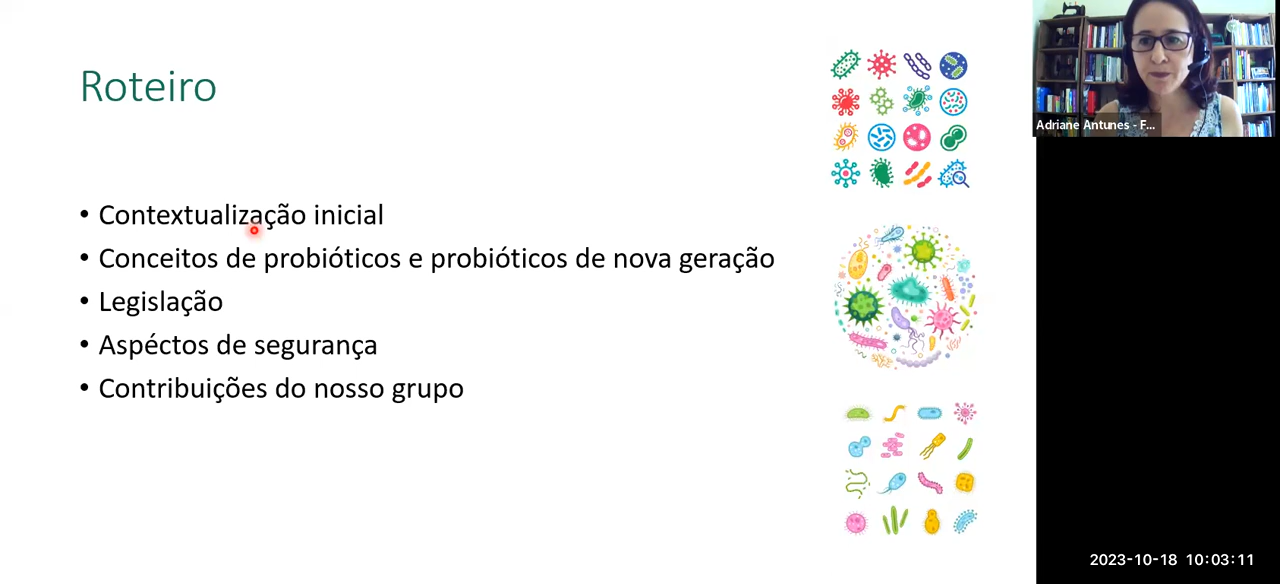 Roteiro
• Contextualização inicial
• Conceitos de probióticos e probióticos de nova geração
• Legislação
• Aspéctos de segurança
• Contribuições do nosso grupo
Adriane Antunes - F...
2023-10-18 10:03:11